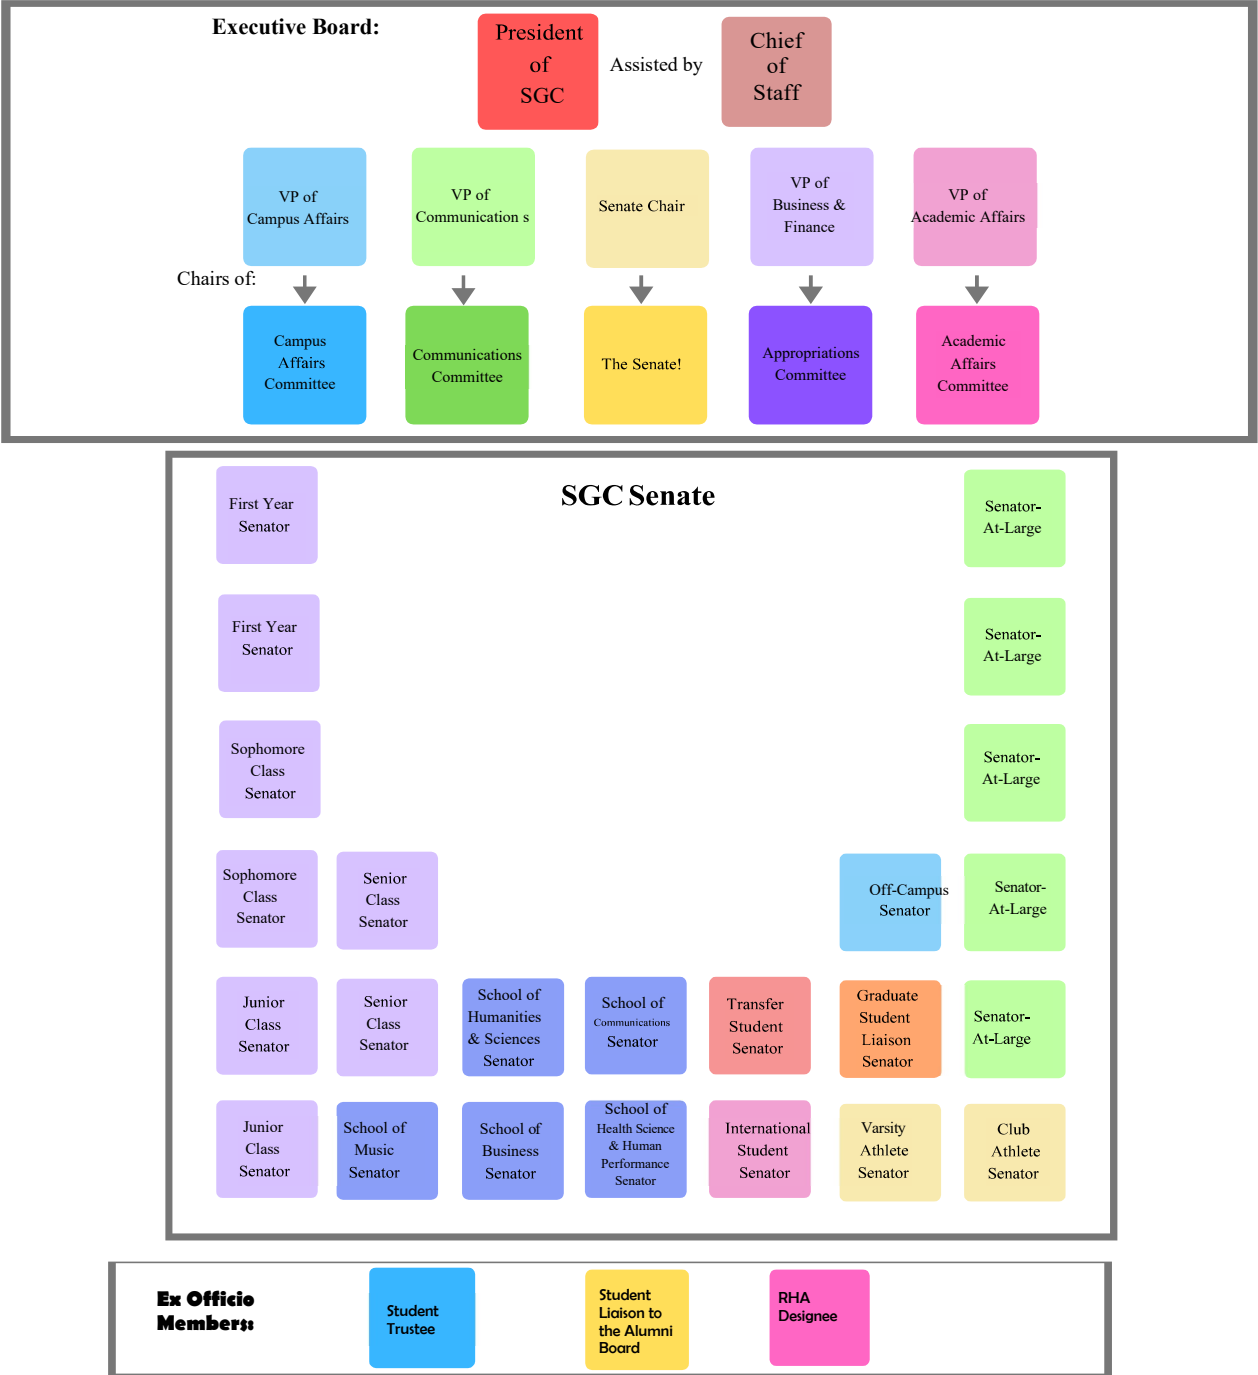 Executive Board:
President
of
SGC
Assisted by
Chief
of
Staff
VP of
Campus Affairs
VP of
Communication s
Senate Chair
VP of
Business &
Finance
VP of
Academic Affairs
Chairs of:
Campus
Affairs
Committee
Communications
Committee
The Senate!
Appropriations
Committee
Academic
Affairs
Committee
SGC Senate
First Year
Senator
Senator-
At-Large
First Year
Senator
Senator-
At-Large
Sophomore
Class
Senator
Senator-
At-Large
Sophomore
Class
Senator
Senior
Class
Senator
Off-Campus
Senator
Senator-
At-Large
Junior
Class
Senator
Senior
Class
Senator
School of
Humanities
& Sciences
Senator
School of
Communications
Senator
Transfer
Student
Senator
Graduate
Student
Liaison
Senator
Senator-
At-Large
Junior
Class
Senator
School of
Music
Senator
School of
Business
Senator
School of
Health Science
& Human
Performance
Senator
International
Student
Senator
Varsity
Athlete
Senator
Club
Athlete
Senator
Ex Officio
Members:
Student
Trustee
Student
Liaison to
the Alumni
Board
RHA
Designee